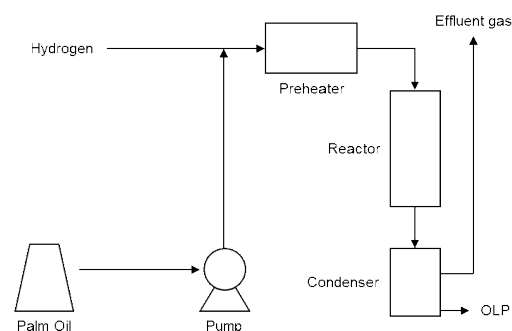 Effluent gas
Hydrogen
Preheater
Reactor
Condenser
OLP
Palm Oil
Pump